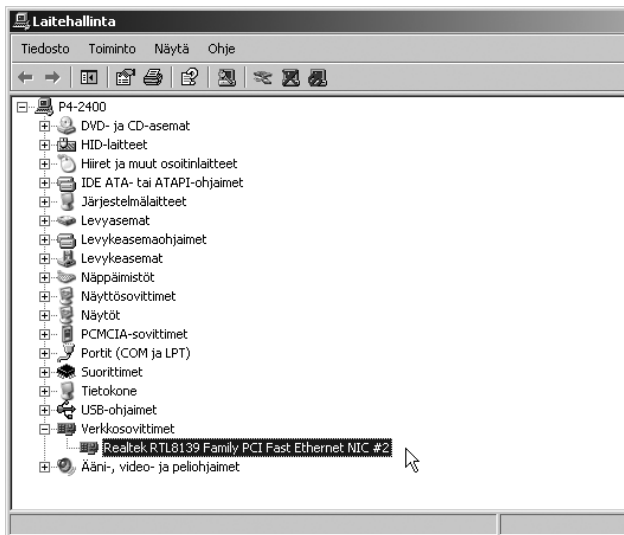 Laitehallinta
Tiedosto Toiminto Näytä Ohje
P4-2400
DVD- ja CD-asemat
HID-laitteet
Hiiret ja muut osoitinlaitteet
IDE ATA- tai ATAPI-ohjaimet
Järjestelmälaitteet
Levyasemat
Levykeasemaohjaimet
Levykeasemat
Näppäimistöt
Näyttösovittimet
Näytöt
PCMCIA-sovittimet
Portit (COM ja LPT)
Suorittimet
Tietokone
USB-ohjaimet
Verkkosovittimet
Realtek RTL8139 Family PCI Fast Ethernet NIC #2
Ääni-, video- ja peliohjaimet